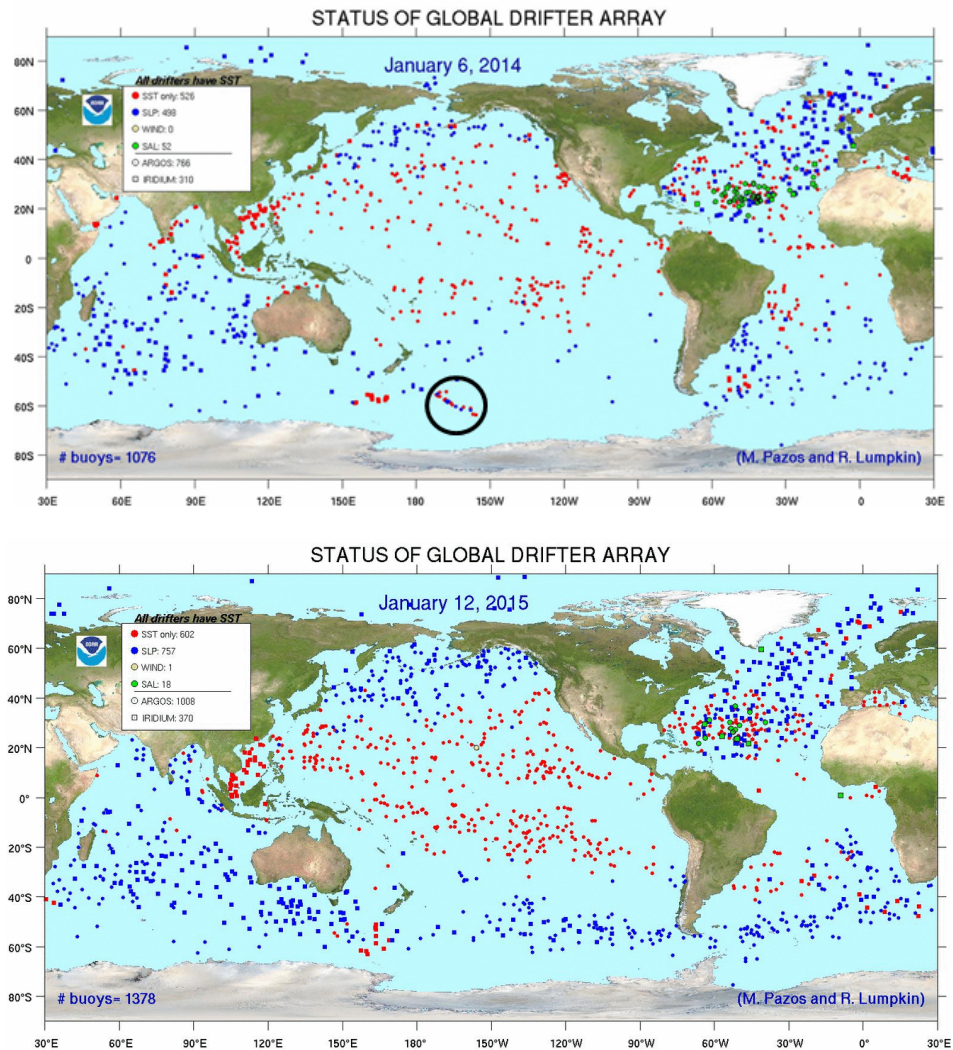 STATUS OF GLOBAL DRIFTER ARRAY
January 6, 2014
All drifters have SST
SST only: 526
SLP: 498
WIND: 0
SAL: 52
ARGOS: 766
IRIDIUM: 310
80N
60N
40N
20N
0
20S
40S
60S
80S
# buoys= 1076
(M. Pazos and R. Lumpkin)
30E 60E 90E 120E 150E 180E 150W 120W 90W 60W 30W 0 30E
STATUS OF GLOBAL DRIFTER ARRAY
January 12, 2015
All drifters have SST
SST only: 602
SLP: 757
WIND: 1
SAL: 18
ARGOS: 1008
IRIDIUM: 370
80°N
60°N
40°N
20°N
0°
20°S
40°S
60°S
80°S
# buoys= 1378
(M. Pazos and R. Lumpkin)
30°E 60°E 90°E 120°E 150°E 180°E 150°W 120°W 90°W 60°W 30°W 0° 30°E